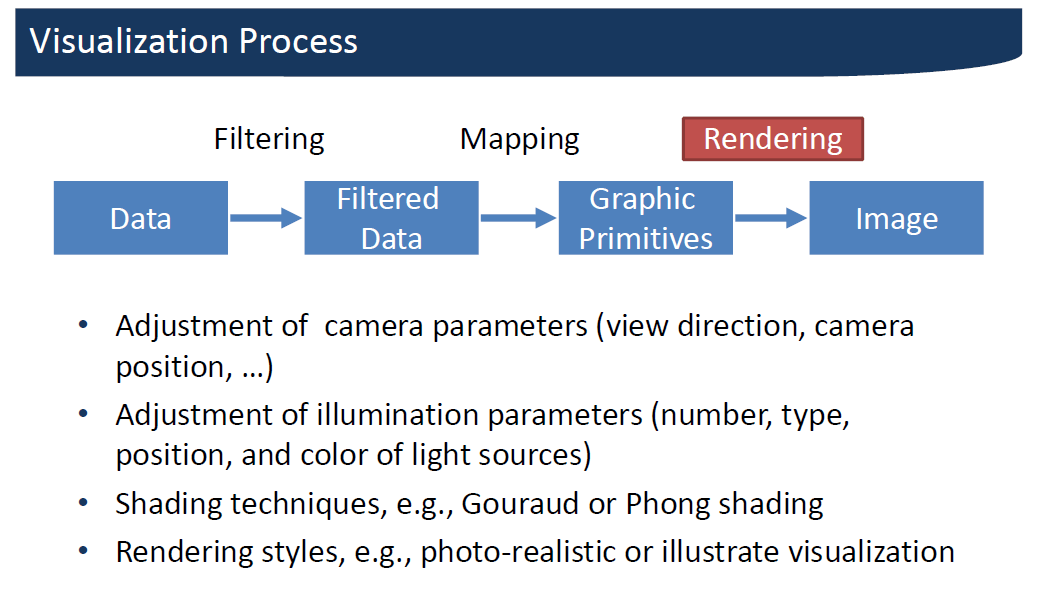 Visualization Process
Filtering
Mapping
Rendering
Data
Filtered
Data
Graphic
Primitives
Image
• Adjustment of  camera parameters (view direction, camera
position, ...)
• Adjustment of illumination parameters (number, type,
position, and color of light sources)
• Shading techniques, e.g., Gouraud or Phong shading
• Rendering styles, e.g., photo-realistic or illustrate visualization